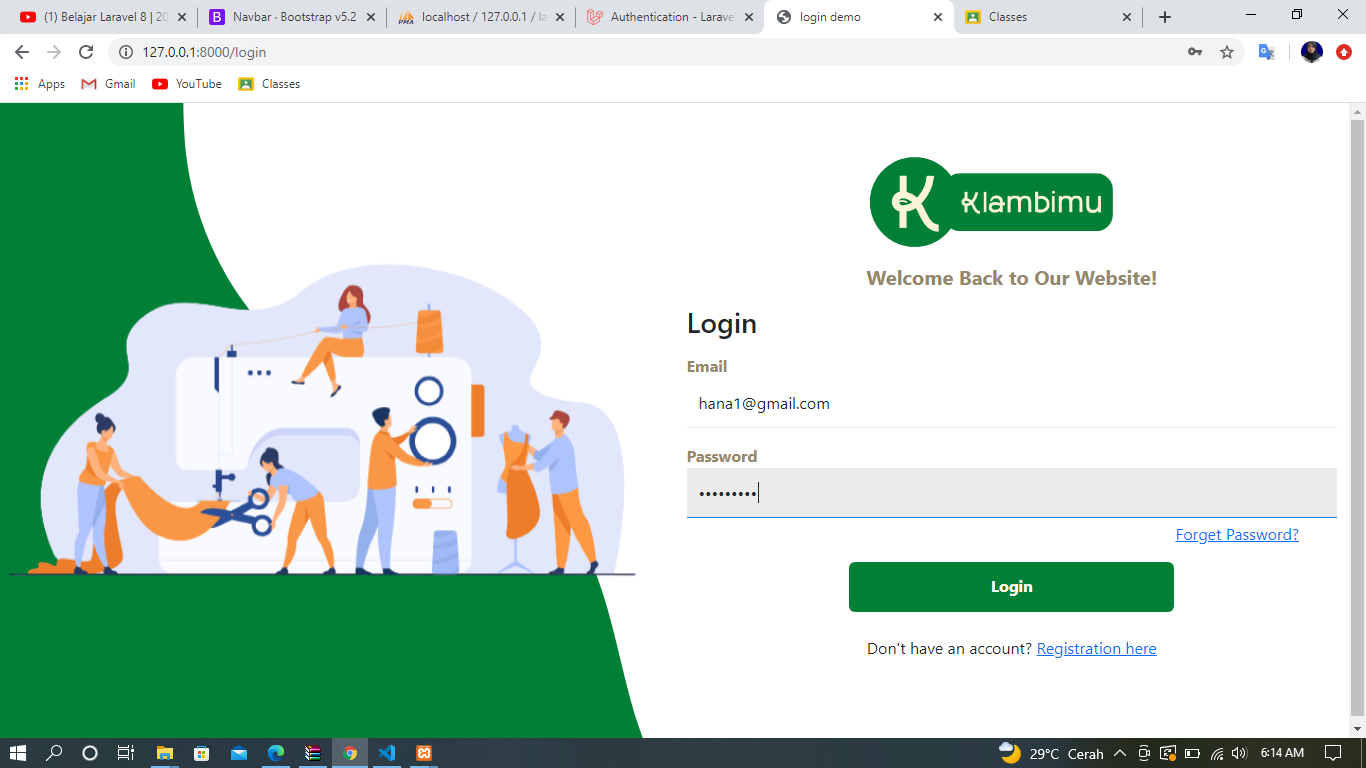 (1) Belajar Laravel 8 | 20
Navbar · Bootstrap v5.2
localhost / 127.0.0.1 / la
Authentication - Larave
login demo
Classes
127.0.0.1:8000/login
Apps
Gmail
YouTube
Classes
K Klambimu
Welcome Back to Our Website!
Login
Email
hana1@gmail.com
Password
•••••••••
Forget Password?
Login
Don't have an account? Registration here
29°C Cerah
6:14 AM